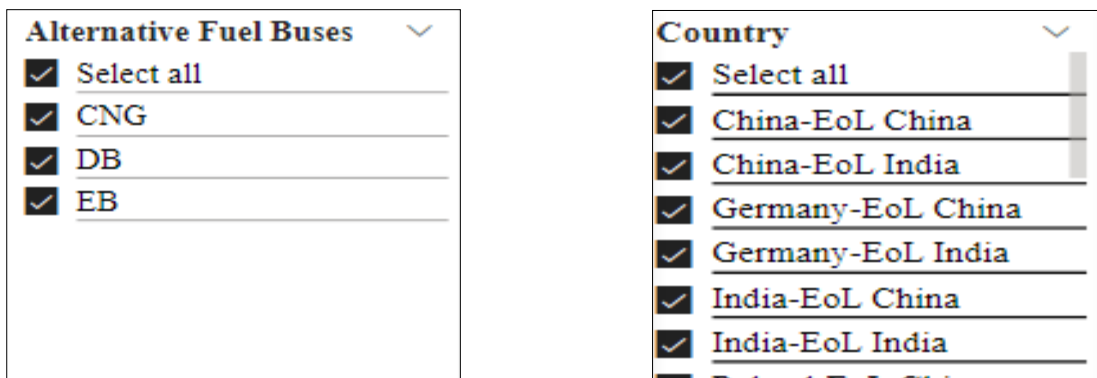 Alternative Fuel Buses
Select all
CNG
DB
EB
Country
Select all
China-EoL China
China-EoL India
Germany-EoL China
Germany-EoL India
India-EoL China
India-EoL India